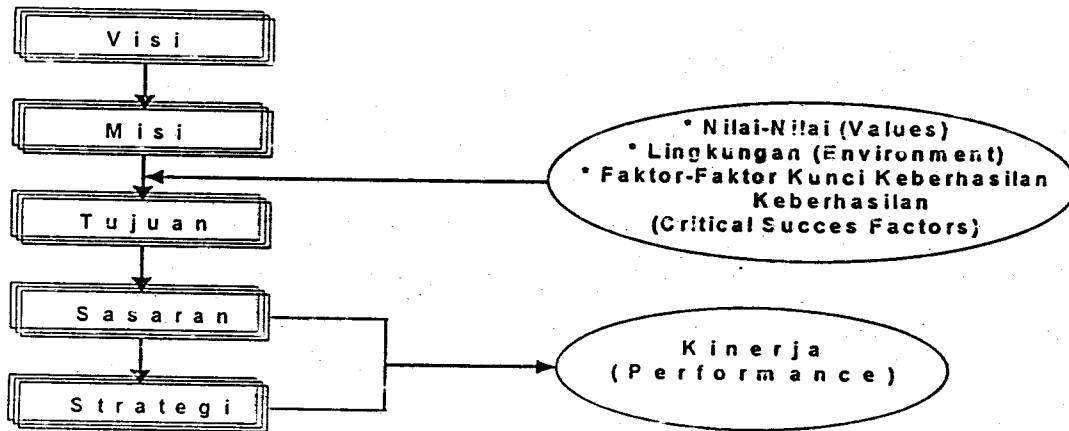 Visi
Misi
* Nilai-Nilai (Values)
* Lingkungan (Environment)
* Faktor-Faktor Kunci Keberhasilan
Keberhasilan
(Critical Succes Factors)
Tujuan
Sasaran
Strategi
Kinerja
(Performance)